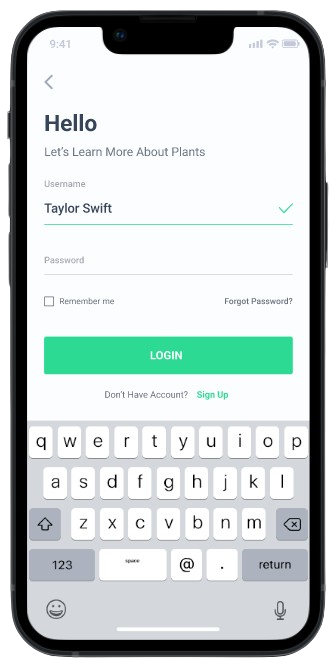 9:41
Hello
Let's Learn More About Plants
Username
Taylor Swift
Password
Remember me Forgot Password?
LOGIN
Don't Have Account? Sign Up
q w e r t y u i o p
a s d f g h j k l
z x c v b n m
123 space @ . return